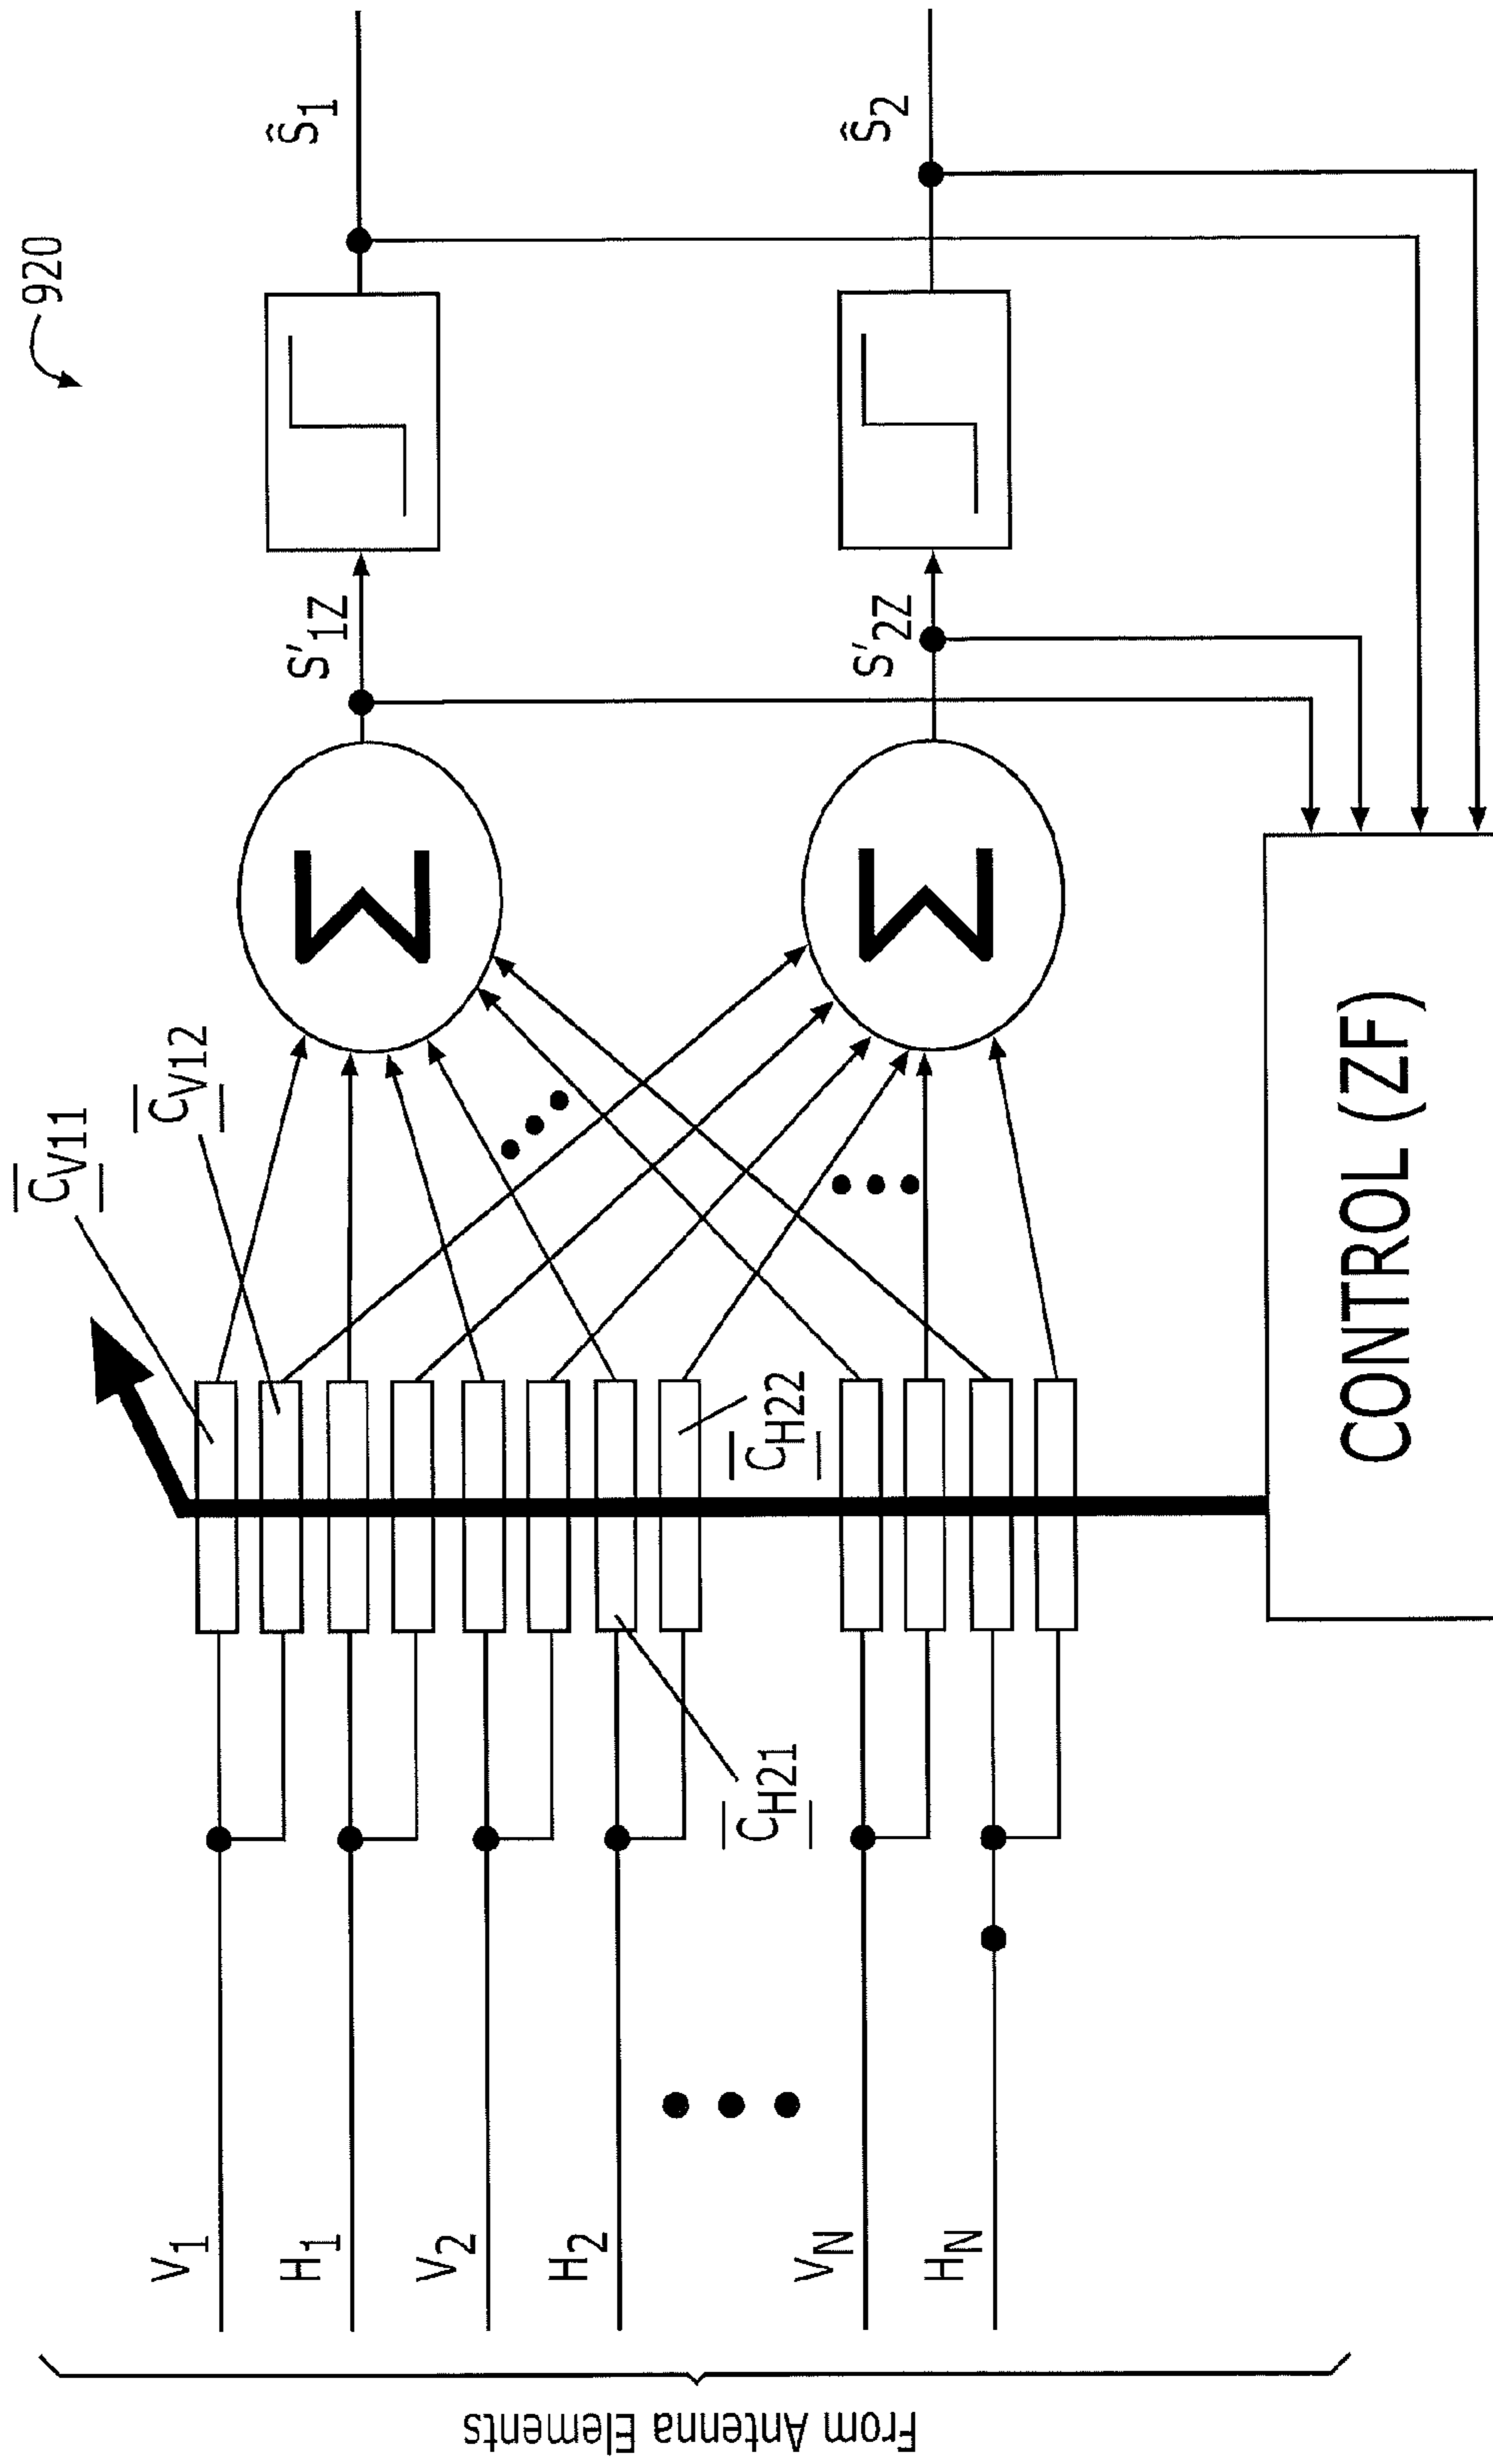 920
C̅V11
C̅V12
S'1Z
Ŝ1
S'2Z
Ŝ2
Σ
Σ
V1
H1
V2
H2
VN
HN
C̅H21
C̅H22
CONTROL (ZF)
From Antenna Elements